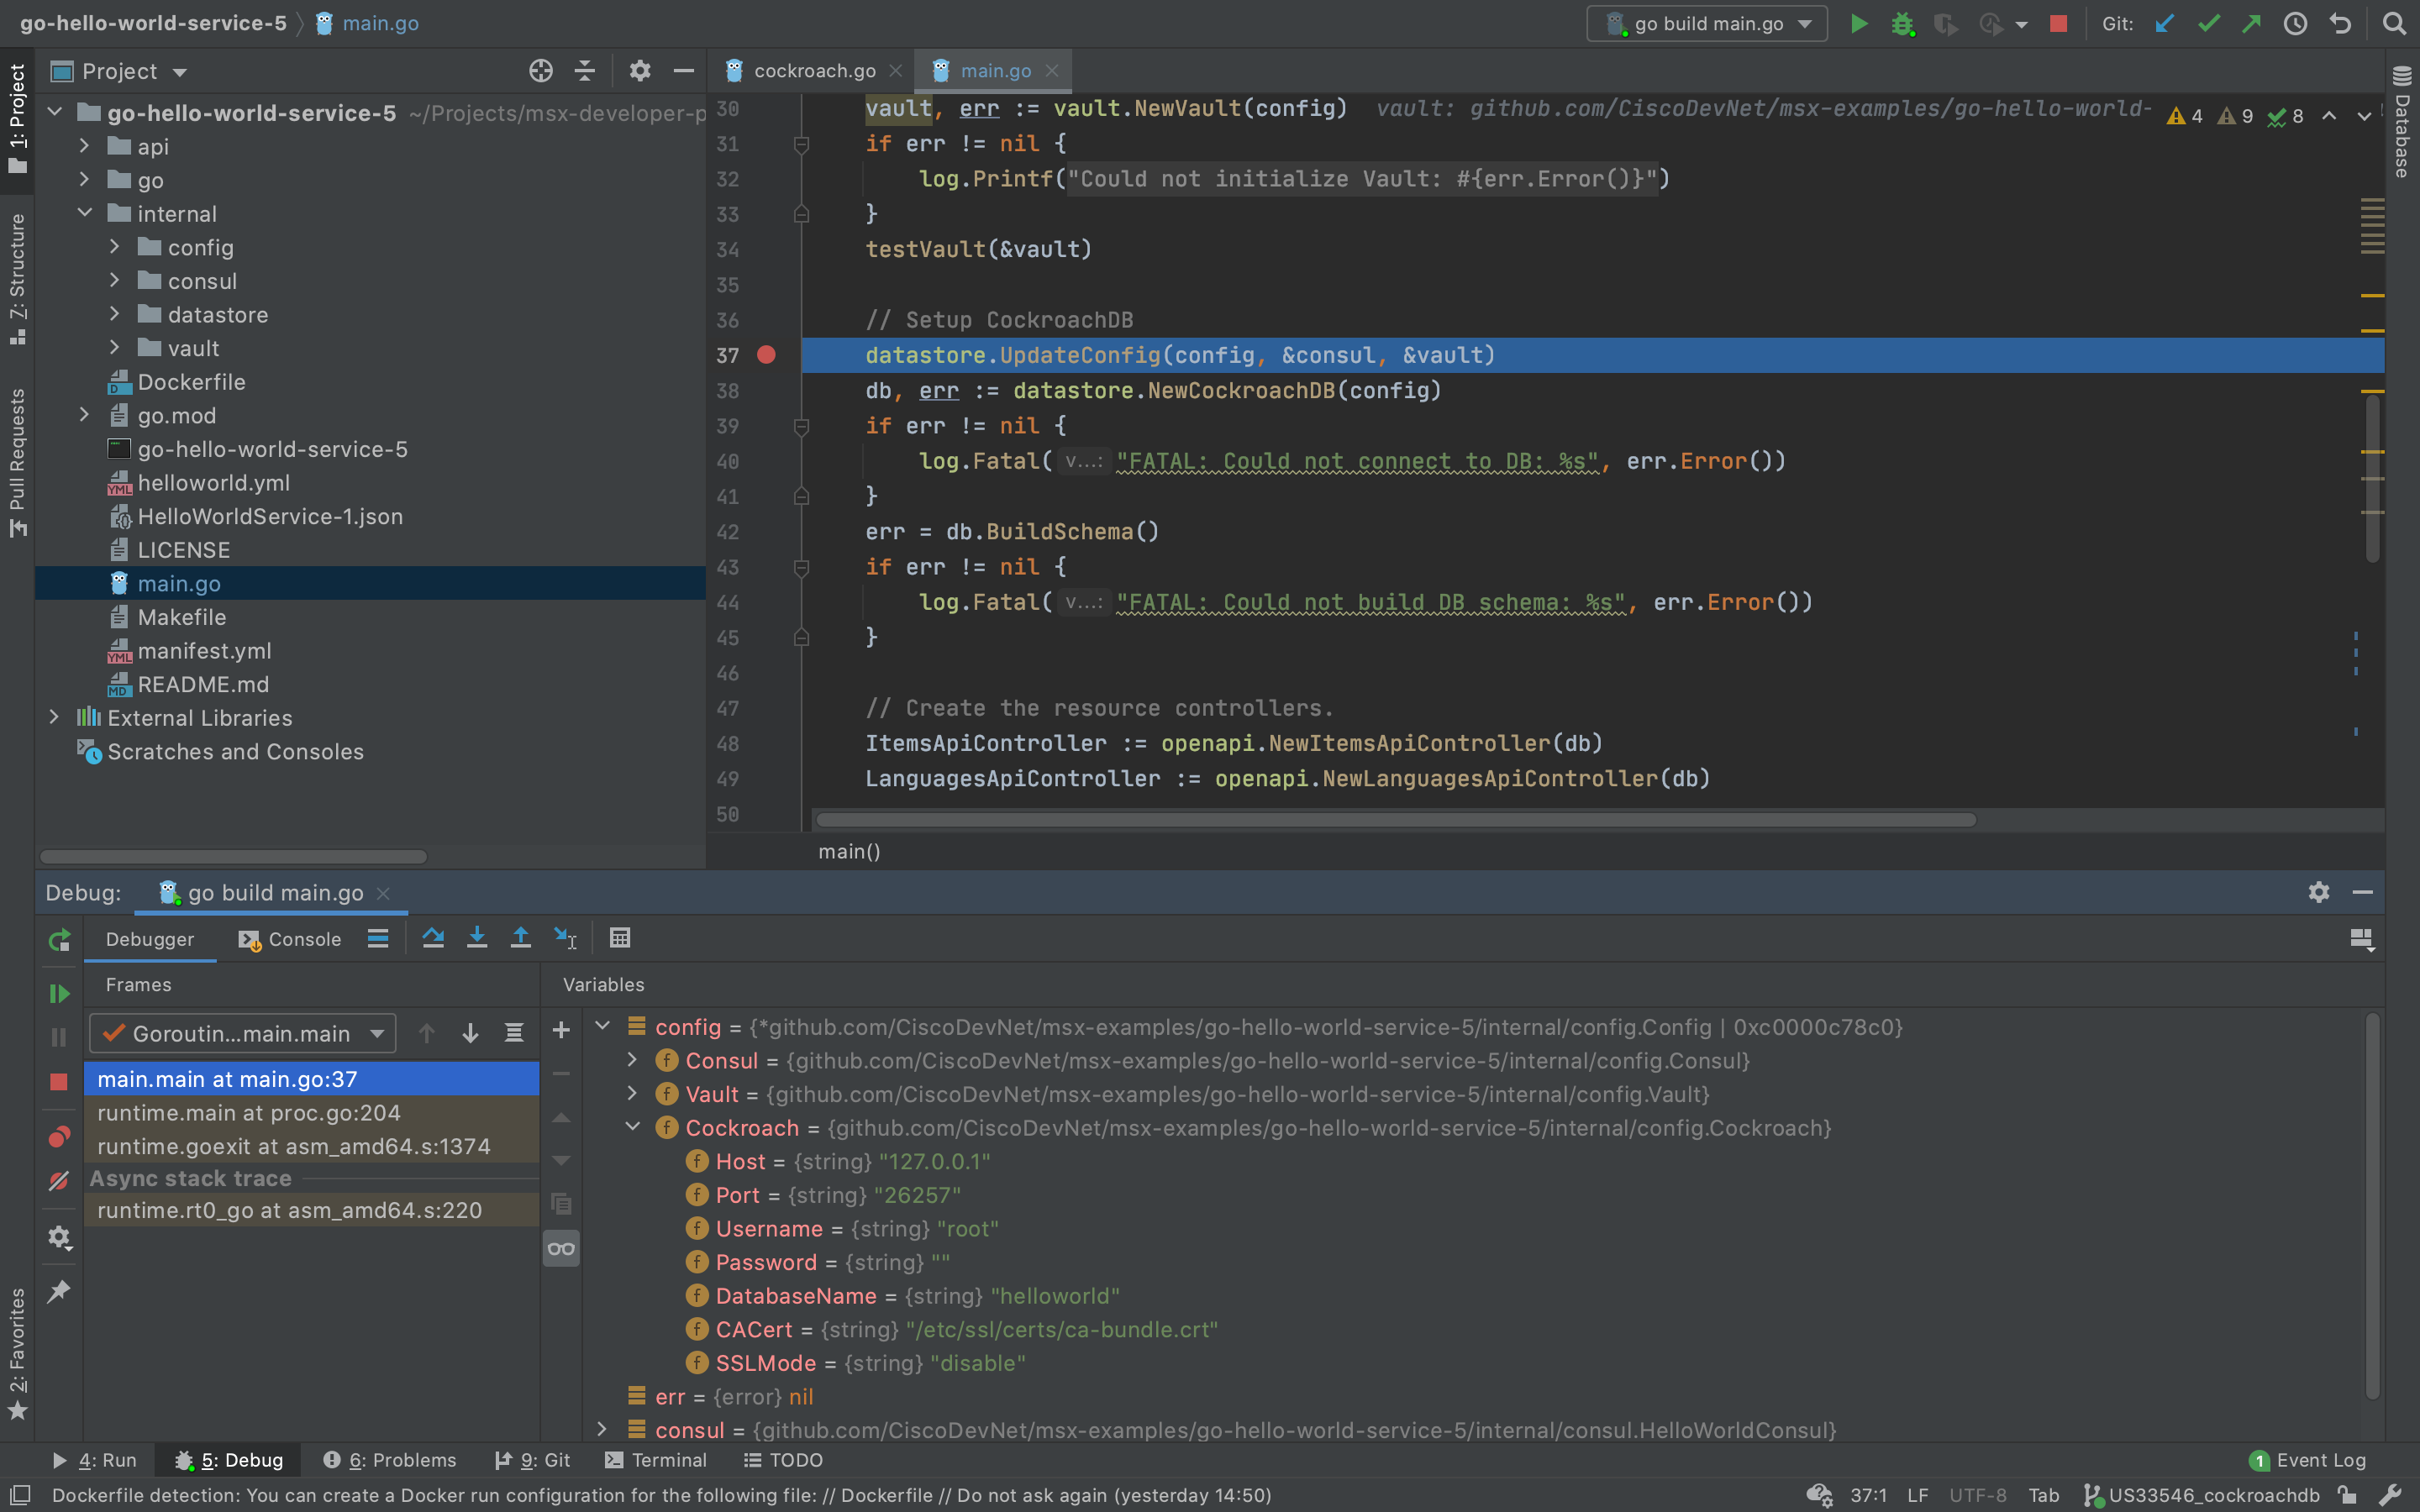 go-hello-world-service-5 main.go
go build main.go
Git:
1: Project
7: Structure
Pull Requests
2: Favorites
Database
Project
go-hello-world-service-5 ~/Projects/msx-developer-p
api
go
internal
config
consul
datastore
vault
Dockerfile
go.mod
go-hello-world-service-5
helloworld.yml
HelloWorldService-1.json
LICENSE
main.go
Makefile
manifest.yml
README.md
External Libraries
Scratches and Consoles
cockroach.go main.go
4 9 8
30 vault, err := vault.NewVault(config) vault: github.com/CiscoDevNet/msx-examples/go-hello-world-
31 if err != nil {
32 log.Printf("Could not initialize Vault: #{err.Error()}")
33 }
34 testVault(&vault)
35
36 // Setup CockroachDB
37 datastore.UpdateConfig(config, &consul, &vault)
38 db, err := datastore.NewCockroachDB(config)
39 if err != nil {
40 log.Fatal( v...: "FATAL: Could not connect to DB: %s", err.Error())
41 }
42 err = db.BuildSchema()
43 if err != nil {
44 log.Fatal( v...: "FATAL: Could not build DB schema: %s", err.Error())
45 }
46
47 // Create the resource controllers.
48 ItemsApiController := openapi.NewItemsApiController(db)
49 LanguagesApiController := openapi.NewLanguagesApiController(db)
50
main()
Debug: go build main.go
Debugger Console
Frames
Goroutin...main.main
main.main at main.go:37
runtime.main at proc.go:204
runtime.goexit at asm_amd64.s:1374
Async stack trace
runtime.rt0_go at asm_amd64.s:220
Variables
config = {*github.com/CiscoDevNet/msx-examples/go-hello-world-service-5/internal/config.Config | 0xc0000c78c0}
Consul = {github.com/CiscoDevNet/msx-examples/go-hello-world-service-5/internal/config.Consul}
Vault = {github.com/CiscoDevNet/msx-examples/go-hello-world-service-5/internal/config.Vault}
Cockroach = {github.com/CiscoDevNet/msx-examples/go-hello-world-service-5/internal/config.Cockroach}
Host = {string} "127.0.0.1"
Port = {string} "26257"
Username = {string} "root"
Password = {string} ""
DatabaseName = {string} "helloworld"
CACert = {string} "/etc/ssl/certs/ca-bundle.crt"
SSLMode = {string} "disable"
err = {error} nil
consul = {github.com/CiscoDevNet/msx-examples/go-hello-world-service-5/internal/consul.HelloWorldConsul}
4: Run 5: Debug 6: Problems 9: Git Terminal TODO 1 Event Log
Dockerfile detection: You can create a Docker run configuration for the following file: // Dockerfile // Do not ask again (yesterday 14:50) 37:1 LF UTF-8 Tab US33546_cockroachdb